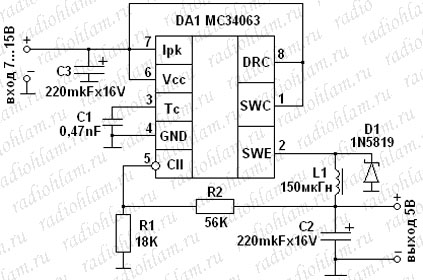 DA1 MC34063
вход 7...15В
+
−
C3
+
220mkFx16V
7
Ipk
6
Vcc
3
Tc
4
GND
5
CII
DRC
8
SWC
1
SWE
2
C1
0,47nF
D1
1N5819
L1
150мкГн
R2
56K
R1
18K
C2
+
220mkFx16V
+
−
выход 5В
radiohlam.ru